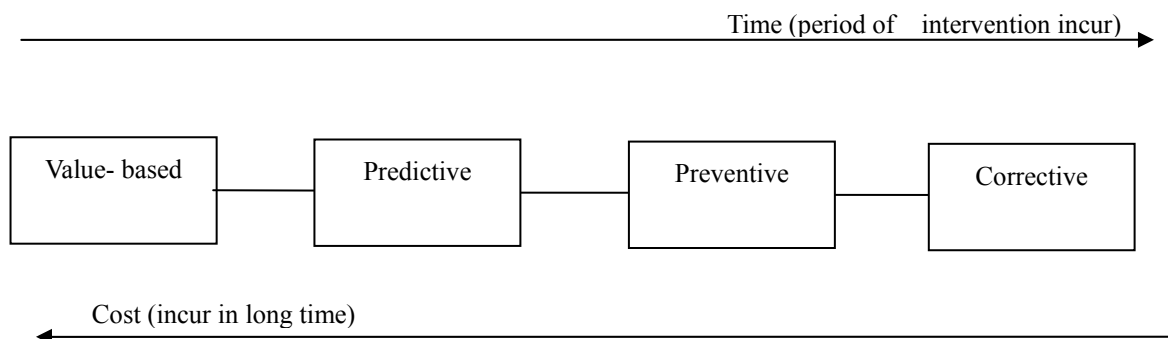 Time (period of intervention incur)
Value- based
Predictive
Preventive
Corrective
Cost (incur in long time)